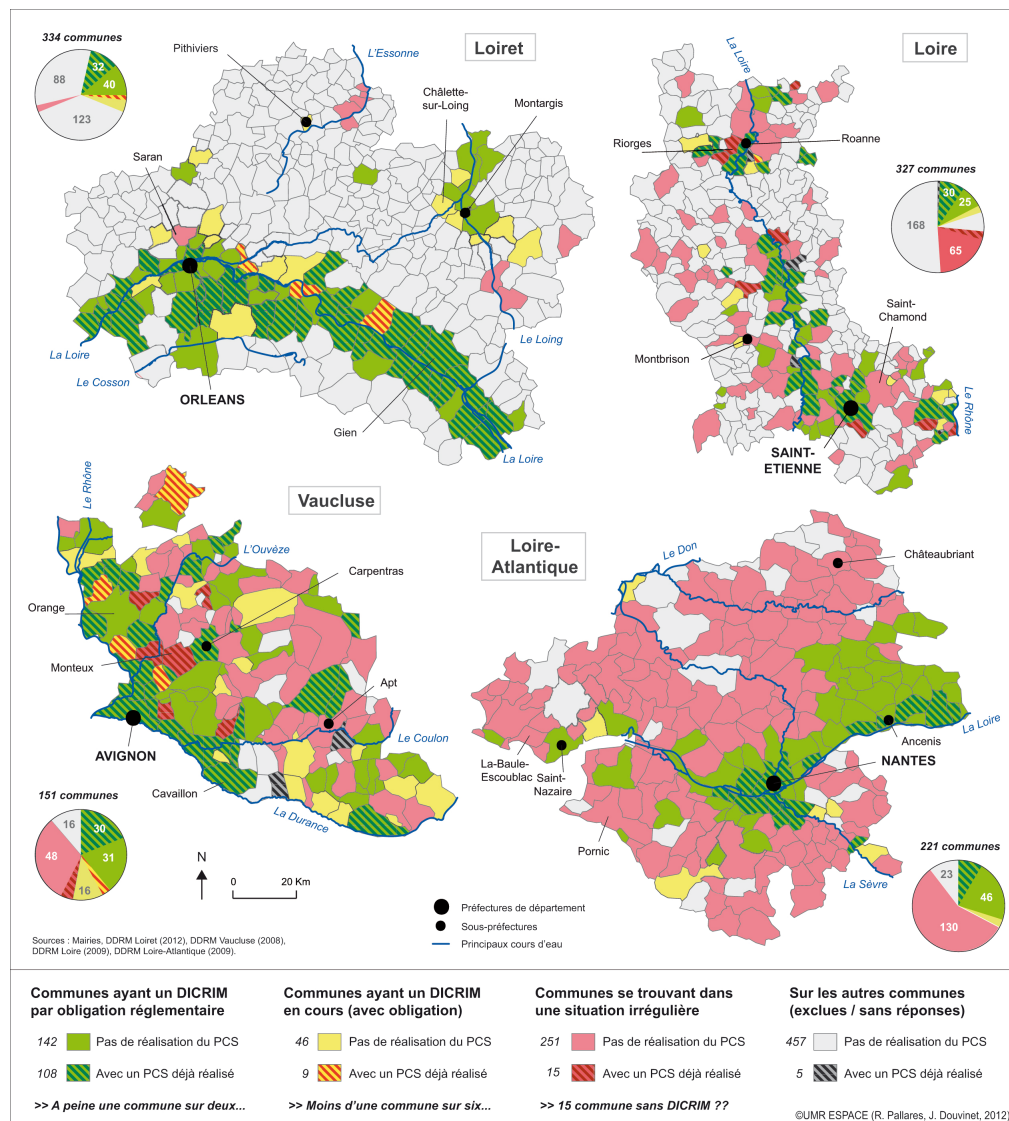 334 communes
88
32
40
123
Pithiviers
L'Essonne
Loiret
Châlette-
sur-Loing
Montargis
Saran
La Loire
Le Cosson
ORLEANS
Gien
Le Loing
La Loire
La Loire
Loire
Riorges
Roanne
327 communes
30
25
168
65
Saint-
Chamond
Montbrison
Le Rhône
SAINT-
ETIENNE
Le Rhône
Vaucluse
L'Ouvèze
Carpentras
Orange
Monteux
Apt
AVIGNON
Le Coulon
Cavaillon
La Durance
151 communes
16
30
48
31
16
N
0 20 Km
Loire-
Atlantique
Le Don
Châteaubriant
La Loire
Ancenis
NANTES
La-Baule-
Escoublac
Saint-
Nazaire
Pornic
La Sèvre
221 communes
23
46
130
Préfectures de département
Sous-préfectures
Principaux cours d'eau
Sources : Mairies, DDRM Loiret (2012), DDRM Vaucluse (2008),
DDRM Loire (2009), DDRM Loire-Atlantique (2009).
Communes ayant un DICRIM
par obligation réglementaire
142 Pas de réalisation du PCS
108 Avec un PCS déjà réalisé
>> A peine une commune sur deux...
Communes ayant un DICRIM
en cours (avec obligation)
46 Pas de réalisation du PCS
9 Avec un PCS déjà réalisé
>> Moins d'une commune sur six...
Communes se trouvant dans
une situation irrégulière
251 Pas de réalisation du PCS
15 Avec un PCS déjà réalisé
>> 15 commune sans DICRIM ??
Sur les autres communes
(exclues / sans réponses)
457 Pas de réalisation du PCS
5 Avec un PCS déjà réalisé
©UMR ESPACE (R. Pallares, J. Douvinet, 2012)